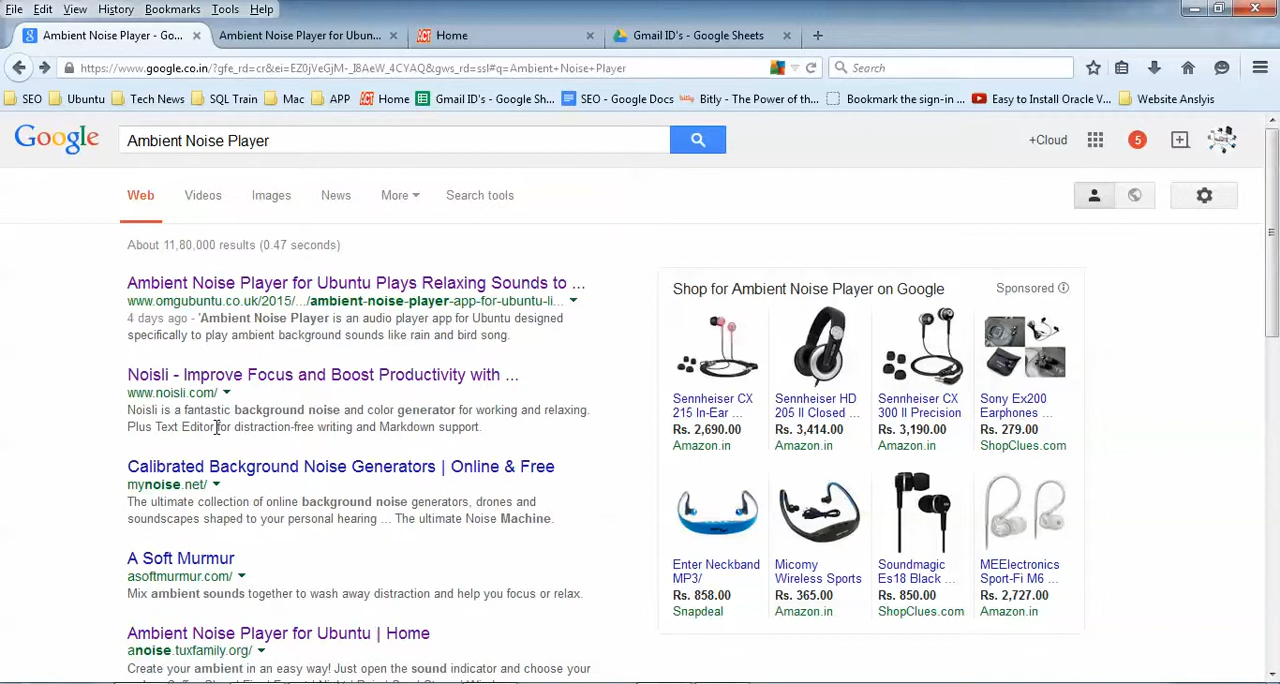 File Edit View History Bookmarks Tools Help
Ambient Noise Player - Go... × Ambient Noise Player for Ubun... × Home × Gmail ID's - Google Sheets × +
https://www.google.co.in/?gfe_rd=cr&ei=EZ0jVeGjM-_I8AeW_4CYAQ&gws_rd=ssl#q=Ambient+Noise+Player Search
SEO Ubuntu Tech News SQL Train Mac APP Home Gmail ID's - Google Sh... SEO - Google Docs bitly Bitly - The Power of th... Bookmark the sign-in ... Easy to Install Oracle V... Website Anslyis
Google Ambient Noise Player +Cloud 5
Web Videos Images News More Search tools
About 11,80,000 results (0.47 seconds)
Ambient Noise Player for Ubuntu Plays Relaxing Sounds to ...
www.omgubuntu.co.uk/2015/.../ambient-noise-player-app-for-ubuntu-li...
4 days ago - 'Ambient Noise Player is an audio player app for Ubuntu designed
specifically to play ambient background sounds like rain and bird song.
Noisli - Improve Focus and Boost Productivity with ...
www.noisli.com/
Noisli is a fantastic background noise and color generator for working and relaxing.
Plus Text Editor for distraction-free writing and Markdown support.
Calibrated Background Noise Generators | Online & Free
mynoise.net/
The ultimate collection of online background noise generators, drones and
soundscapes shaped to your personal hearing ... The ultimate Noise Machine.
A Soft Murmur
asoftmurmur.com/
Mix ambient sounds together to wash away distraction and help you focus or relax.
Ambient Noise Player for Ubuntu | Home
anoise.tuxfamily.org/
Create your ambient in an easy way! Just open the sound indicator and choose your
Shop for Ambient Noise Player on Google Sponsored
Sennheiser CX Sennheiser HD Sennheiser CX Sony Ex200
215 In-Ear ... 205 II Closed ... 300 II Precision Earphones ...
Rs. 2,690.00 Rs. 3,414.00 Rs. 3,190.00 Rs. 279.00
Amazon.in Amazon.in Amazon.in ShopClues.com
Enter Neckband Micomy Soundmagic MEElectronics
MP3/ Wireless Sports Es18 Black ... Sport-Fi M6 ...
Rs. 858.00 Rs. 365.00 Rs. 850.00 Rs. 2,727.00
Snapdeal Amazon.in ShopClues.com Amazon.in